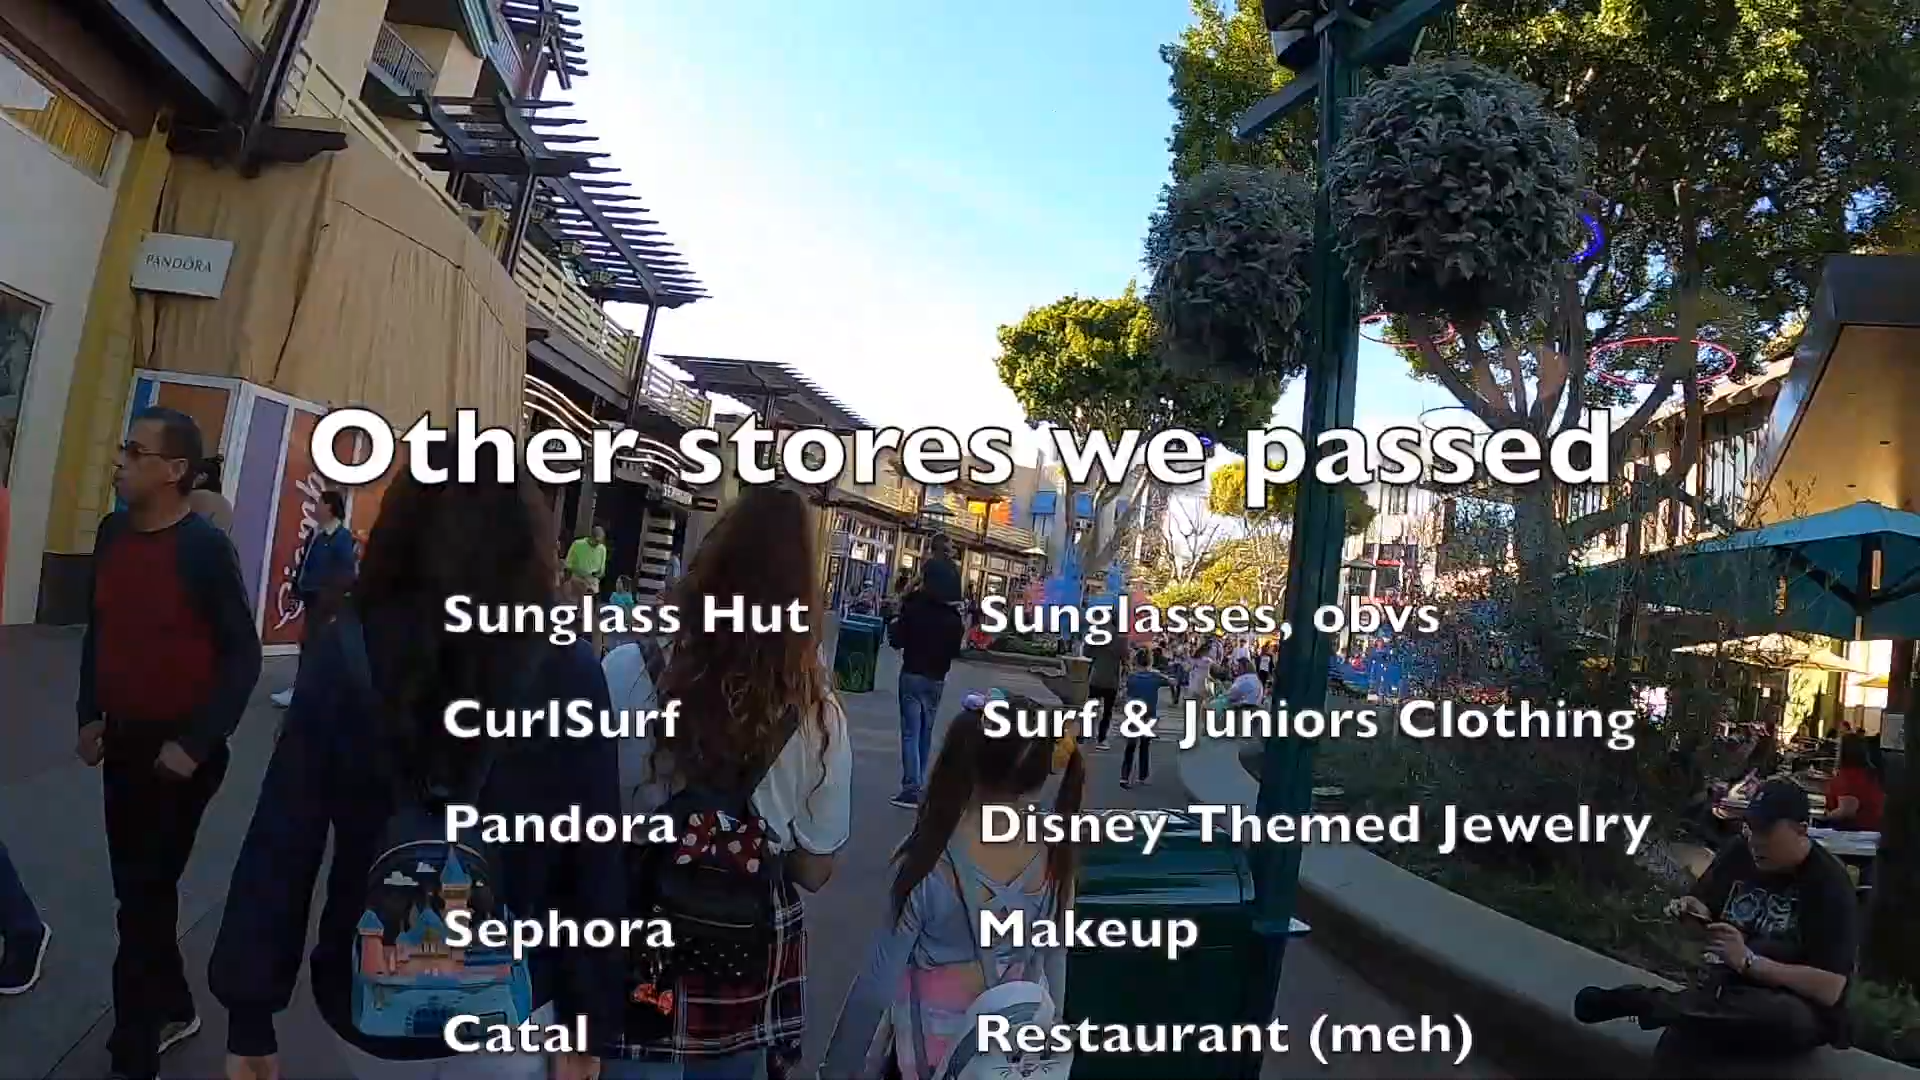 PANDORA
Other stores we passed
Sunglass Hut Sunglasses, obvs
CurlSurf Surf & Juniors Clothing
Pandora Disney Themed Jewelry
Sephora Makeup
Catal Restaurant (meh)